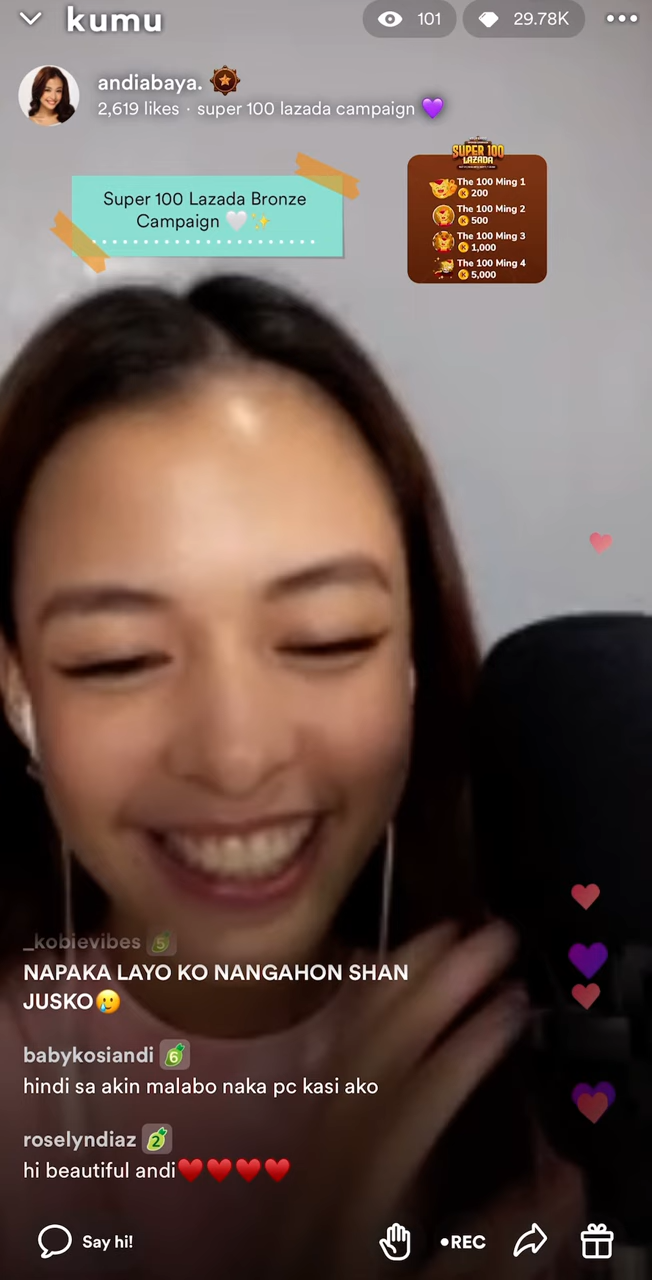 kumu
101
29.78K
andiabaya.
2,619 likes · super 100 lazada campaign 💜
Super 100 Lazada Bronze
Campaign 🤍✨
SUPER 100
LAZADA
The 100 Ming 1
K 200
The 100 Ming 2
K 500
The 100 Ming 3
K 1,000
The 100 Ming 4
K 5,000
_kobievibes 5
NAPAKA LAYO KO NANGAHON SHAN
JUSKO🥲
babykosiandi 6
hindi sa akin malabo naka pc kasi ako
roselyndiaz 2
hi beautiful andi♥️♥️♥️♥️
Say hi!
•REC